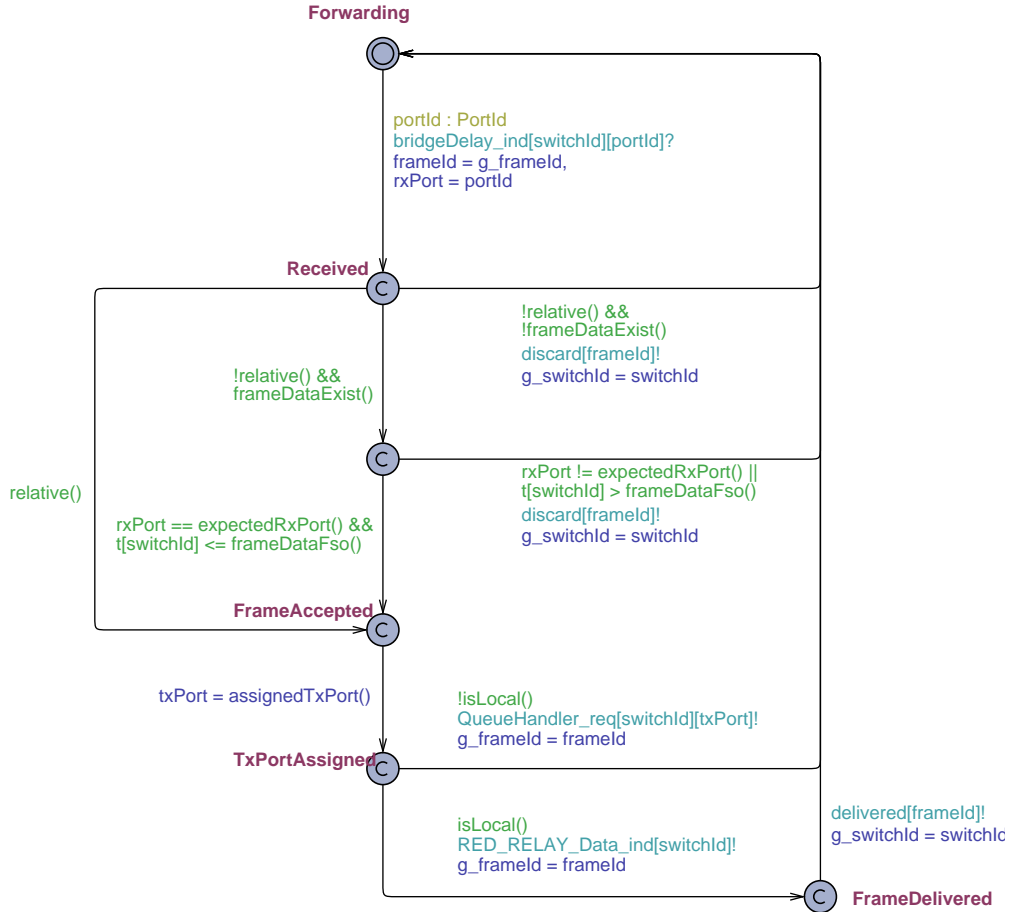 Forwarding
portId : PortId
bridgeDelay_ind[switchId][portId]?
frameId = g_frameId,
rxPort = portId
Received
C
!relative() &&
!frameDataExist()
discard[frameId]!
g_switchId = switchId
!relative() &&
frameDataExist()
C
relative()
rxPort != expectedRxPort() ||
t[switchId] > frameDataFso()
discard[frameId]!
g_switchId = switchId
rxPort == expectedRxPort() &&
t[switchId] <= frameDataFso()
FrameAccepted
C
txPort = assignedTxPort()
!isLocal()
QueueHandler_req[switchId][txPort]!
g_frameId = frameId
TxPortAssigned
C
isLocal()
RED_RELAY_Data_ind[switchId]!
g_frameId = frameId
delivered[frameId]!
g_switchId = switchId
C
FrameDelivered